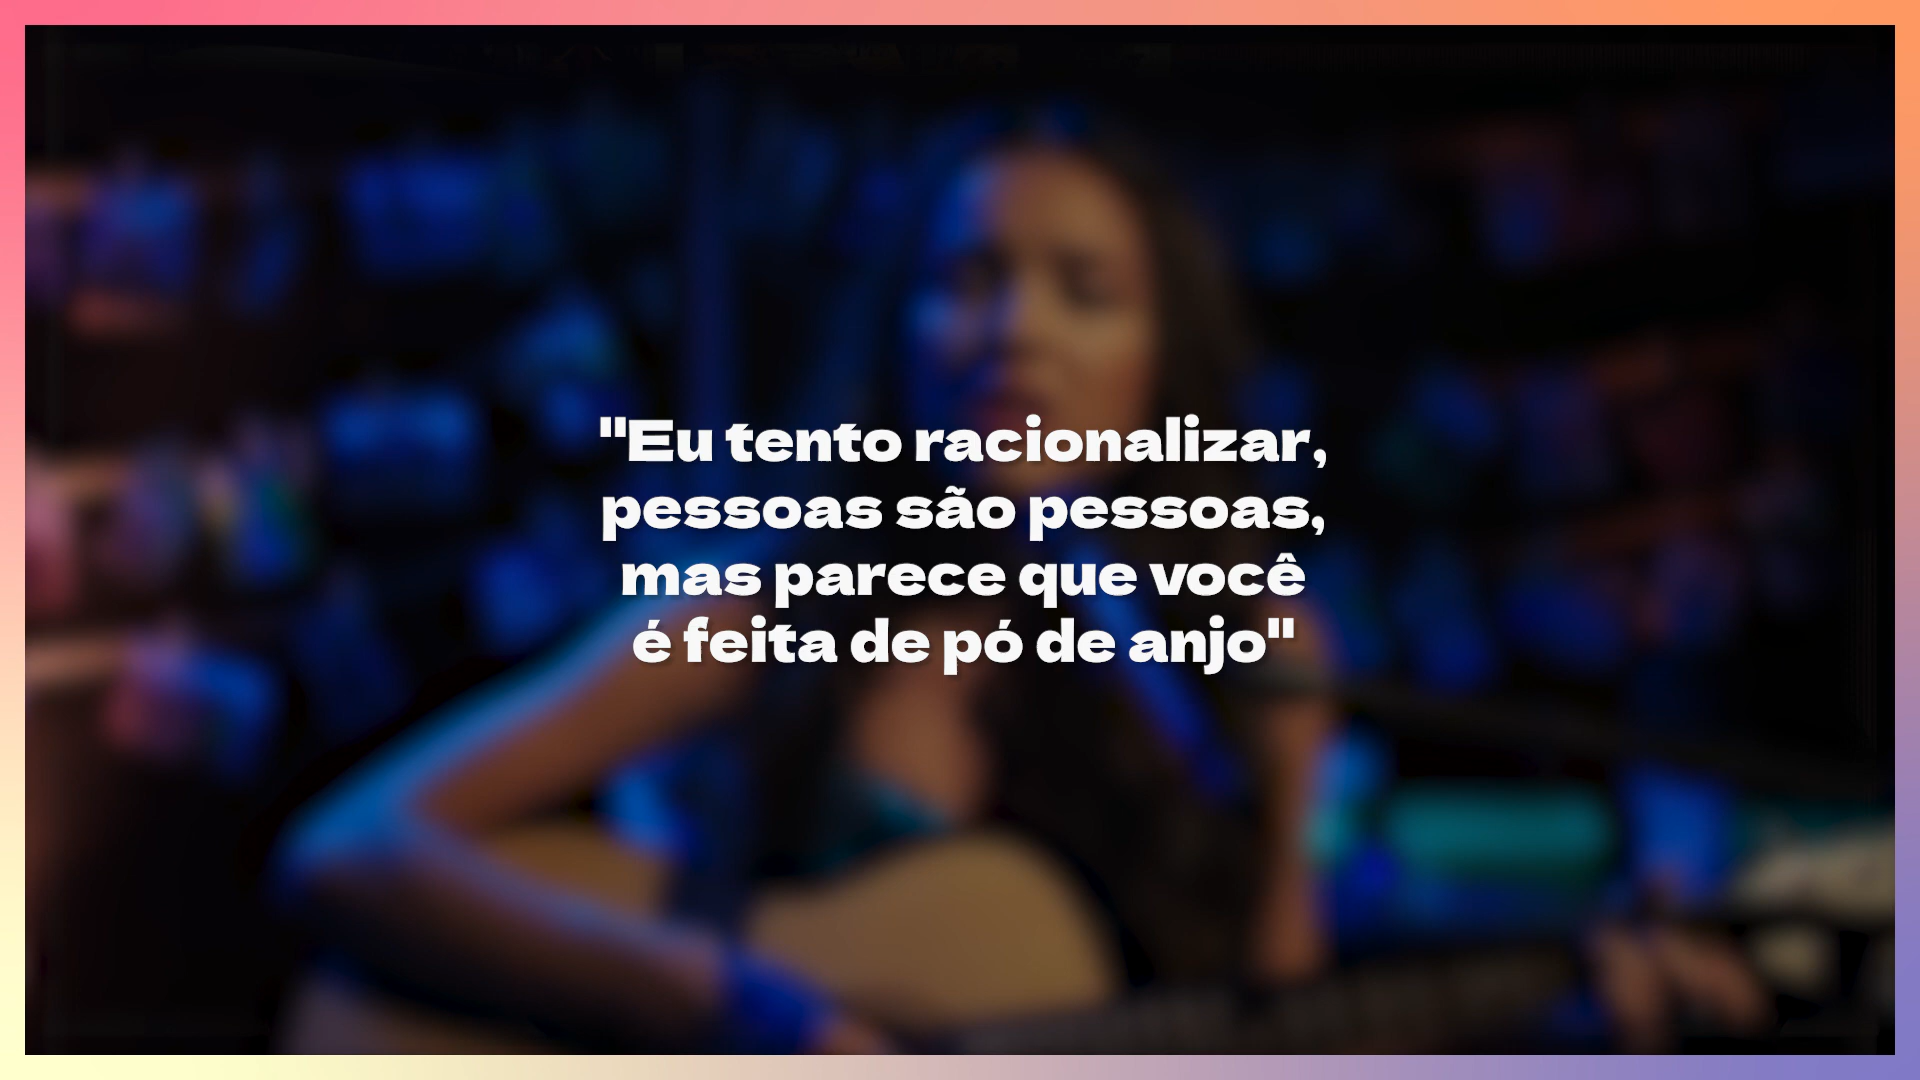 "Eu tento racionalizar,
pessoas são pessoas,
mas parece que você
é feita de pó de anjo"